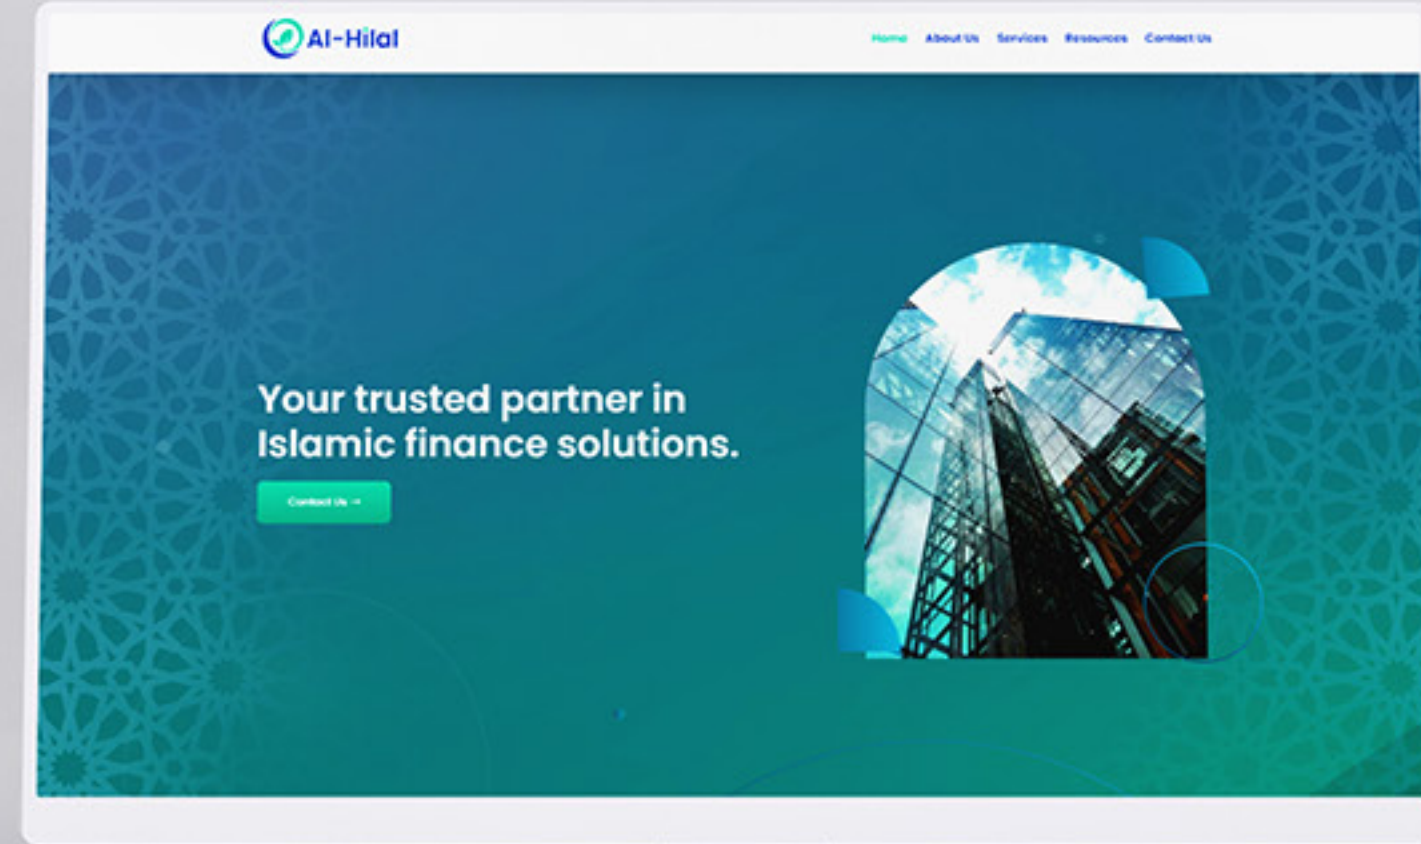 Al-Hilal
Home About Us Services Resources Contact Us
Your trusted partner in
Islamic finance solutions.
Contact Us →